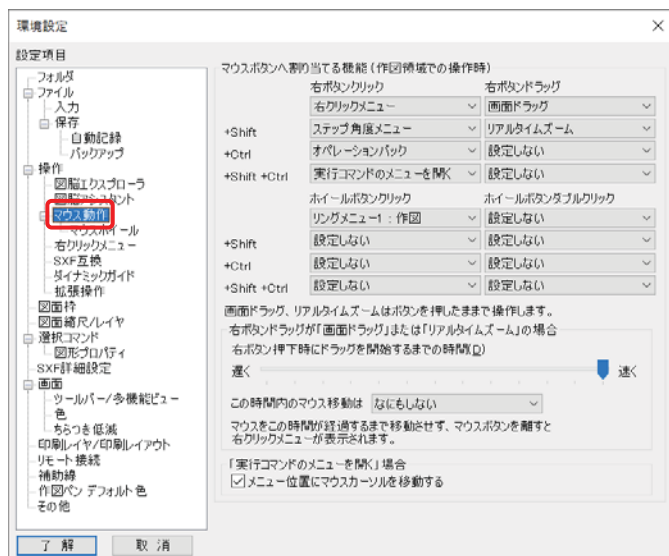 環境設定
設定項目
フォルダ
ファイル
入力
保存
自動記録
バックアップ
操作
図脳エクスプローラ
図脳アシスタント
マウス動作
マウスホイール
右クリックメニュー
SXF互換
ダイナミックガイド
拡張操作
図面枠
図面縮尺/レイヤ
選択コマンド
図形プロパティ
SXF詳細設定
画面
ツールバー/多機能ビュー
色
ちらつき低減
印刷レイヤ/印刷レイアウト
リモート接続
補助線
作図ペン デフォルト色
その他
マウスボタンへ割り当てる機能(作図領域での操作時)
右ボタンクリック 右ボタンドラッグ
右クリックメニュー 画面ドラッグ
+Shift ステップ角度メニュー リアルタイムズーム
+Ctrl オペレーションパック 設定しない
+Shift +Ctrl 実行コマンドのメニューを開く 設定しない
ホイールボタンクリック ホイールボタンダブルクリック
リングメニュー1:作図 設定しない
+Shift 設定しない 設定しない
+Ctrl 設定しない 設定しない
+Shift +Ctrl 設定しない 設定しない
画面ドラッグ、リアルタイムズームはボタンを押したままで操作します。
右ボタンドラッグが「画面ドラッグ」または「リアルタイムズーム」の場合
右ボタン押下時にドラッグを開始するまでの時間(D)
遅く 速く
この時間内のマウス移動は なにもしない
マウスをこの時間が経過するまで移動させず、マウスボタンを離すと
右クリックメニューが表示されます。
「実行コマンドのメニューを開く」場合
メニュー位置にマウスカーソルを移動する
了 解 取 消